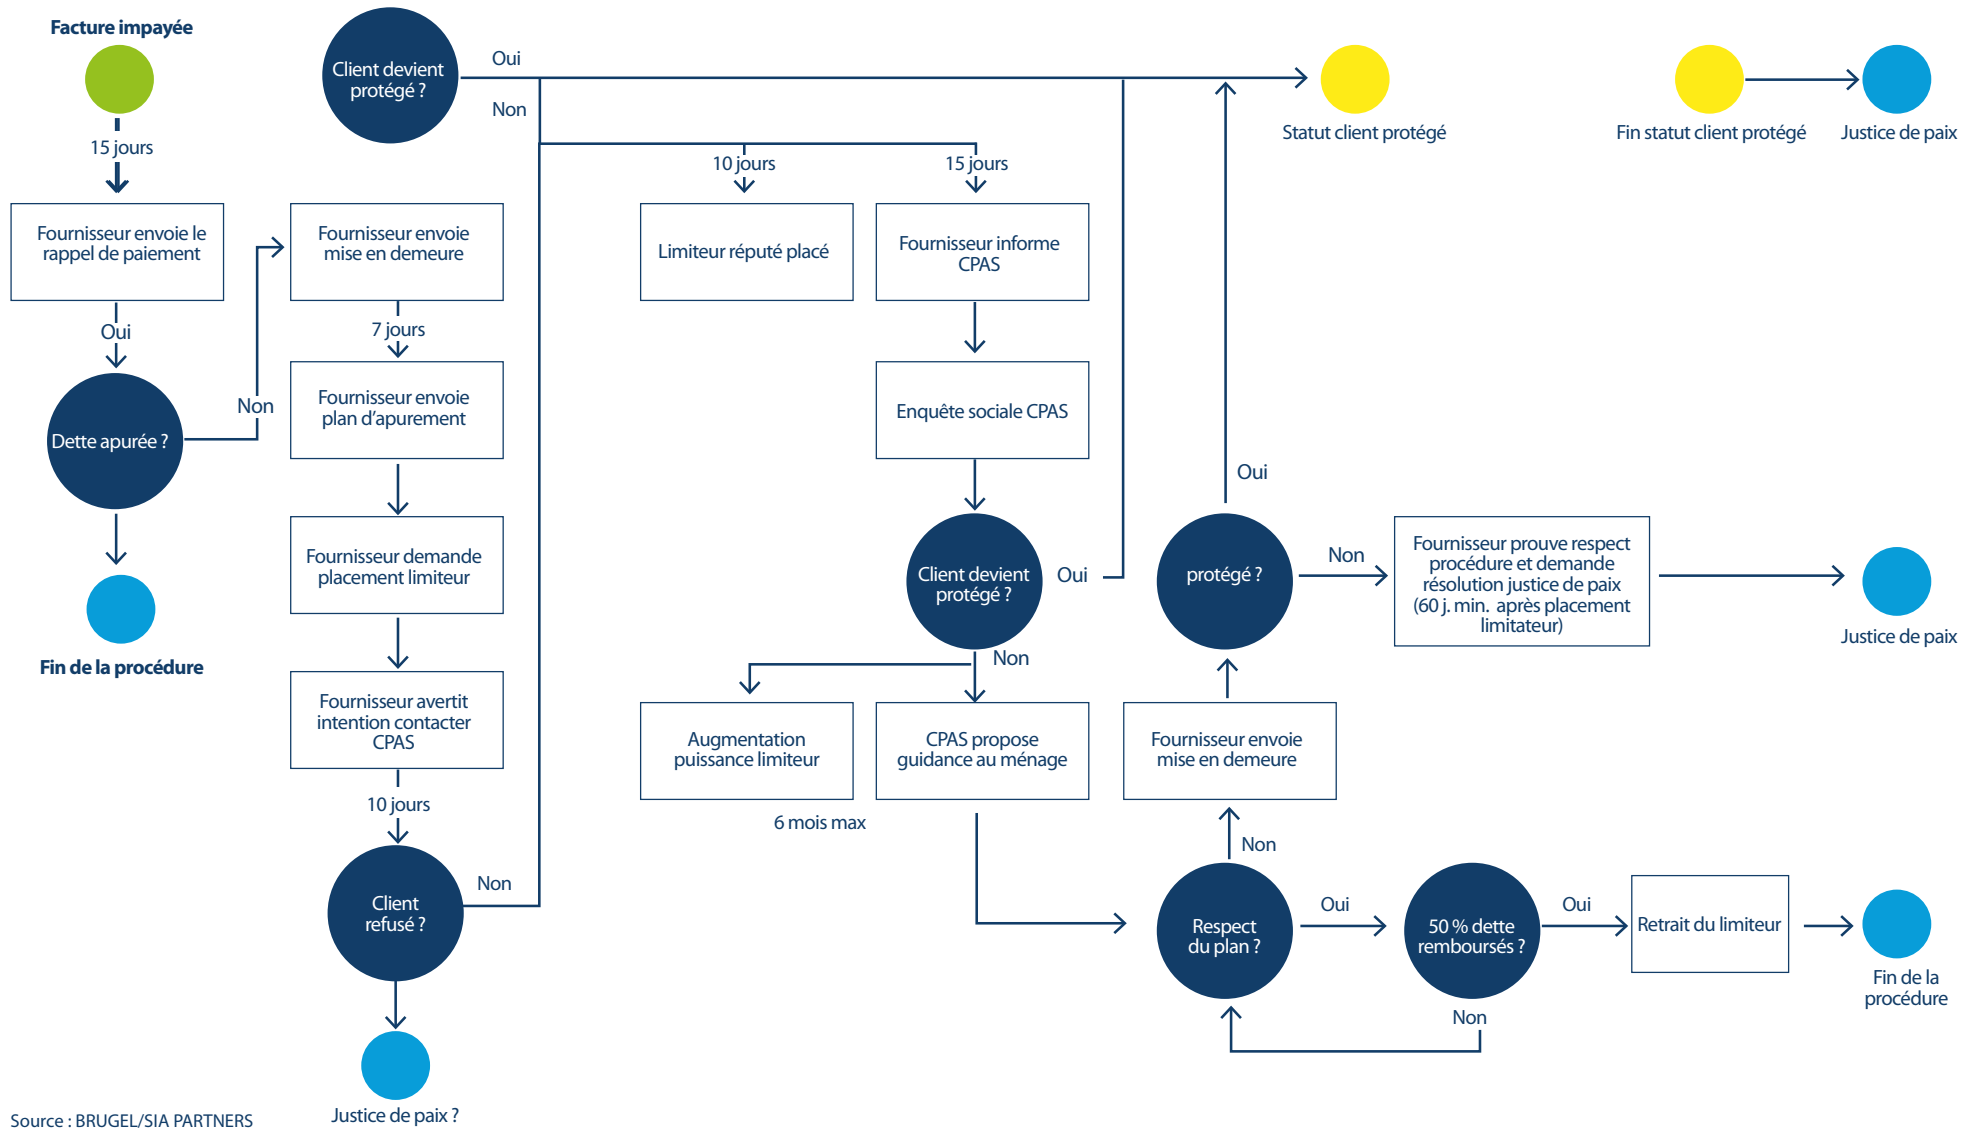 Facture impayée
15 jours
Fournisseur envoie le
rappel de paiement
Oui
Dette apurée ?
Non
Fin de la procédure
Fournisseur envoie
mise en demeure
7 jours
Fournisseur envoie
plan d'apurement
Fournisseur demande
placement limiteur
Fournisseur avertit
intention contacter
CPAS
10 jours
Client
refusé ?
Non
Justice de paix ?
Client devient
protégé ?
Oui
Non
10 jours
15 jours
Limiteur réputé placé
Fournisseur informe
CPAS
Enquête sociale CPAS
Client devient
protégé ?
Oui
Non
Augmentation
puissance limiteur
CPAS propose
guidance au ménage
6 mois max
Respect
du plan ?
Non
Fournisseur envoie
mise en demeure
protégé ?
Oui
Non
Fournisseur prouve respect
procédure et demande
résolution justice de paix
(60 j. min. après placement
limitateur)
Justice de paix
Oui
50 % dette
remboursés ?
Non
Oui
Retrait du limiteur
Fin de la
procédure
Statut client protégé
Fin statut client protégé
Justice de paix
Source : BRUGEL/SIA PARTNERS